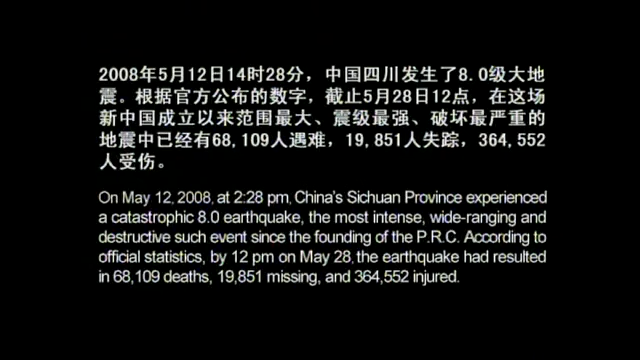 2008年5月12日14时28分，中国四川发生了8.0级大地
震。根据官方公布的数字，截止5月28日12点，在这场
新中国成立以来范围最大、震级最强、破坏最严重的
地震中已经有68,109人遇难，19,851人失踪，364,552
人受伤。
On May 12, 2008, at 2:28 pm, China's Sichuan Province experienced
a catastrophic 8.0 earthquake, the most intense, wide-ranging and
destructive such event since the founding of the P.R.C. According to
official statistics, by 12 pm on May 28, the earthquake had resulted
in 68,109 deaths, 19,851 missing, and 364,552 injured.